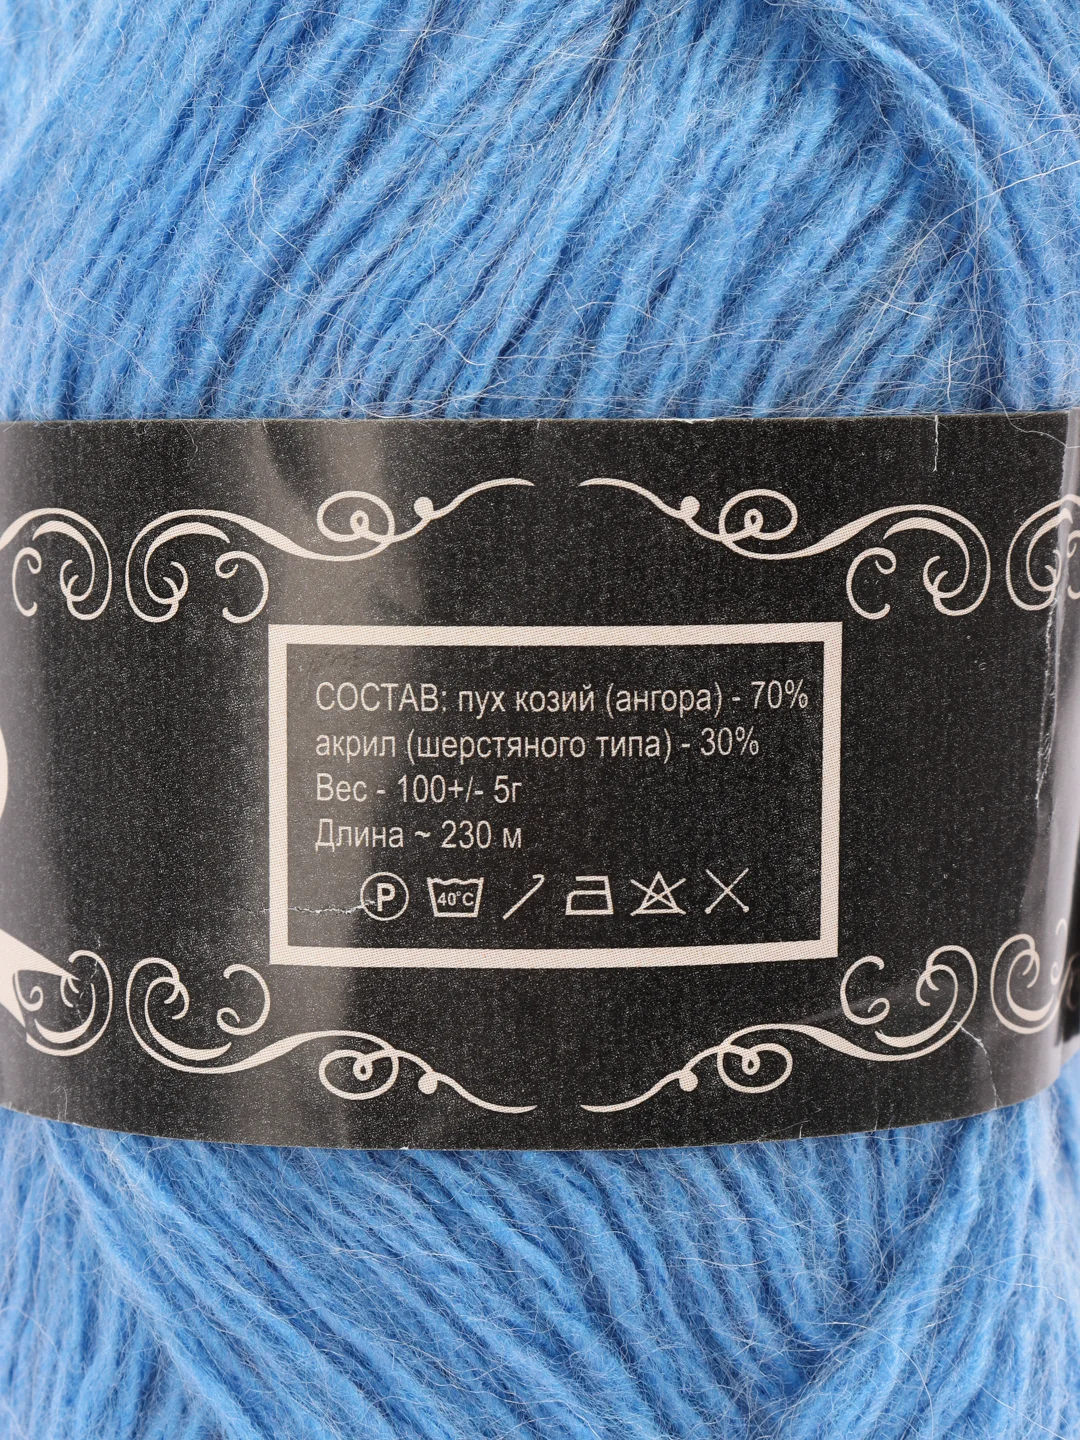 СОСТАВ: пух козий (ангора) - 70%
акрил (шерстяного типа) - 30%
Вес - 100+/- 5г
Длина ~ 230 м
P 40°C